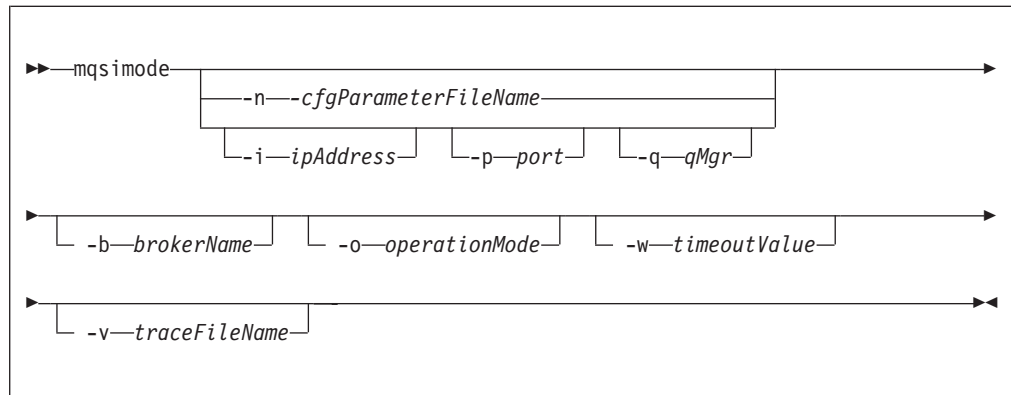 mqsimode
-n -cfgParameterFileName
-i ipAddress -p port -q qMgr
-b brokerName -o operationMode -w timeoutValue
-v traceFileName